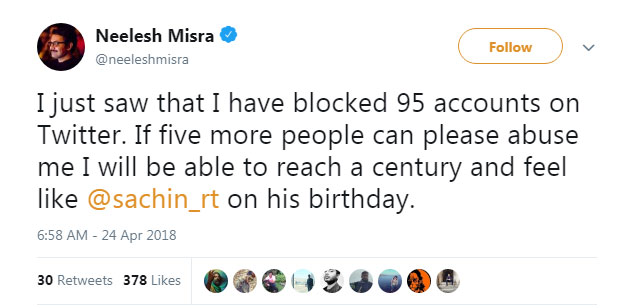 Neelesh Misra
@neeleshmisra
Follow
I just saw that I have blocked 95 accounts on
Twitter. If five more people can please abuse
me I will be able to reach a century and feel
like @sachin_rt on his birthday.
6:58 AM - 24 Apr 2018
30 Retweets 378 Likes